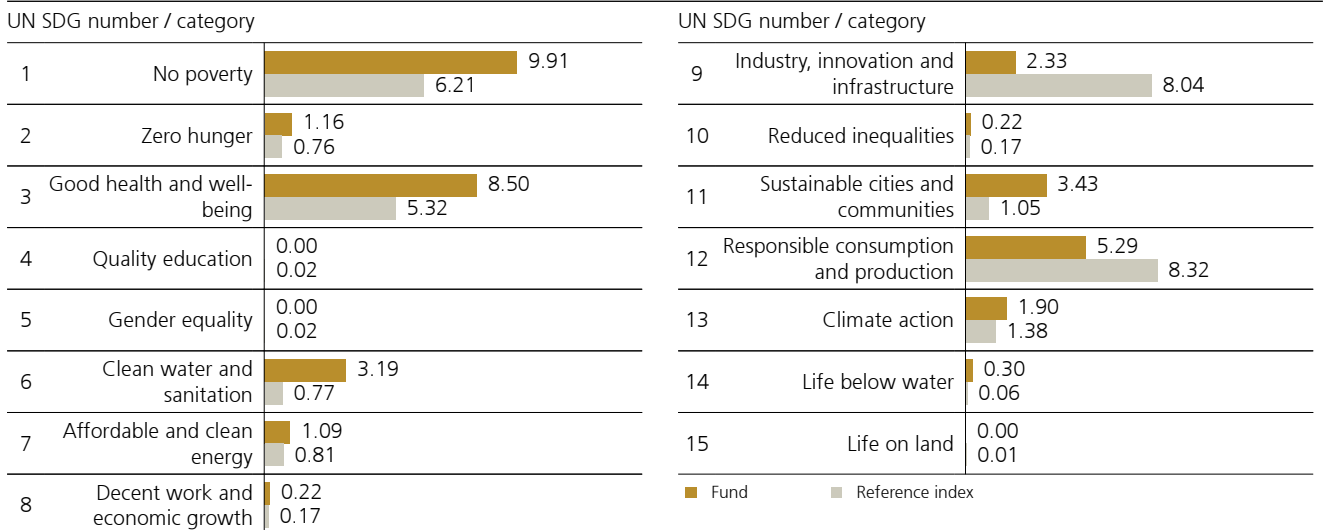 UN SDG number / category
1 No poverty 9.91
6.21
2 Zero hunger 1.16
0.76
3 Good health and well-
being 8.50
5.32
4 Quality education 0.00
0.02
5 Gender equality 0.00
0.02
6 Clean water and
sanitation 3.19
0.77
7 Affordable and clean
energy 1.09
0.81
8 Decent work and
economic growth 0.22
0.17
UN SDG number / category
9 Industry, innovation and
infrastructure 2.33
8.04
10 Reduced inequalities 0.22
0.17
11 Sustainable cities and
communities 3.43
1.05
12 Responsible consumption
and production 5.29
8.32
13 Climate action 1.90
1.38
14 Life below water 0.30
0.06
15 Life on land 0.00
0.01
Fund Reference index